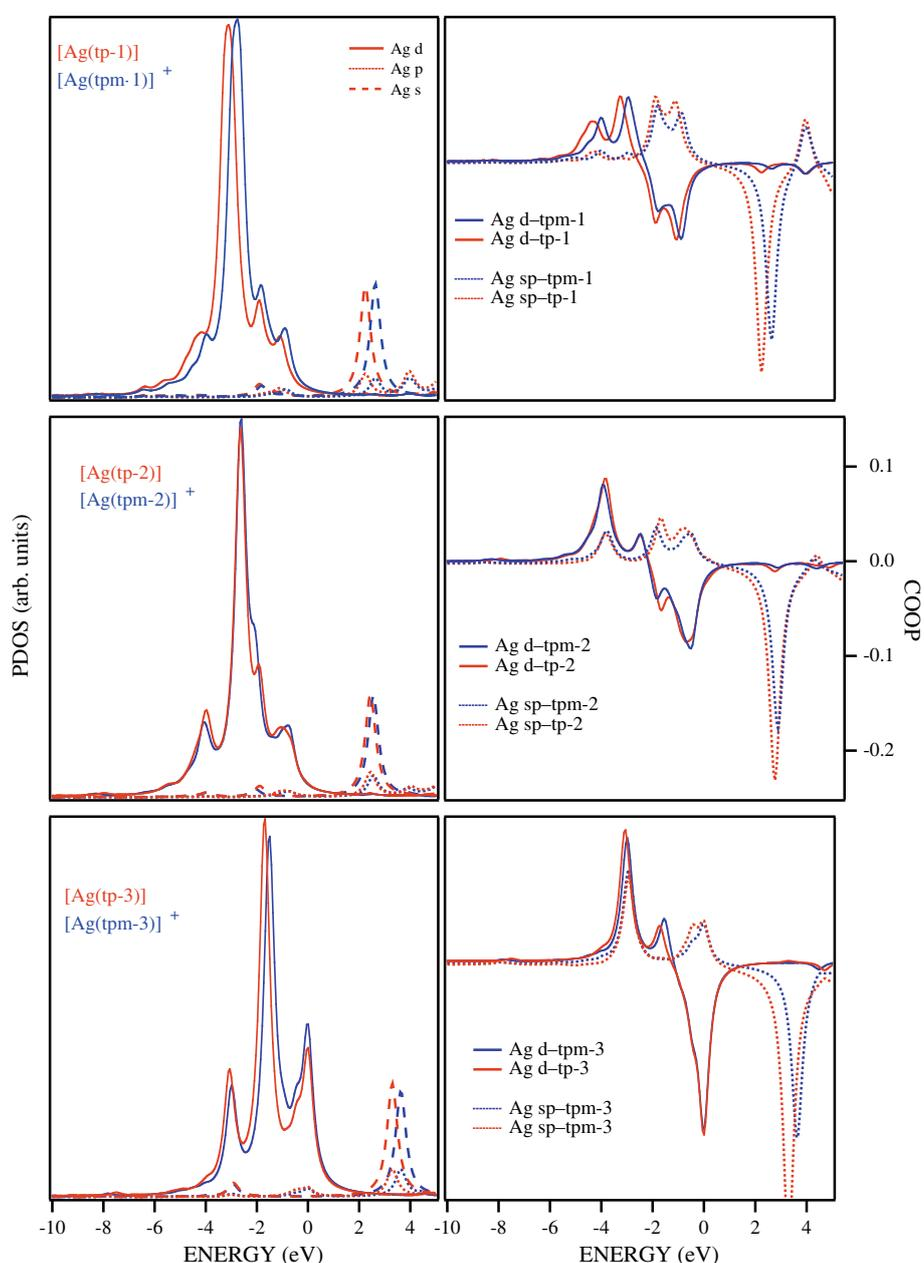 [Ag(tp-1)]
[Ag(tpm-1)] +
Ag d
Ag p
Ag s
Ag d–tpm-1
Ag d–tp-1
Ag sp–tpm-1
Ag sp–tp-1
[Ag(tp-2)]
[Ag(tpm-2)] +
Ag d–tpm-2
Ag d–tp-2
Ag sp–tpm-2
Ag sp–tp-2
0.1
0.0
-0.1
-0.2
PDOS (arb. units)
COOP
[Ag(tp-3)]
[Ag(tpm-3)] +
Ag d–tpm-3
Ag d–tp-3
Ag sp–tpm-3
Ag sp–tpm-3
-10 -8 -6 -4 -2 0 2 4
-10 -8 -6 -4 -2 0 2 4
ENERGY (eV)
ENERGY (eV)